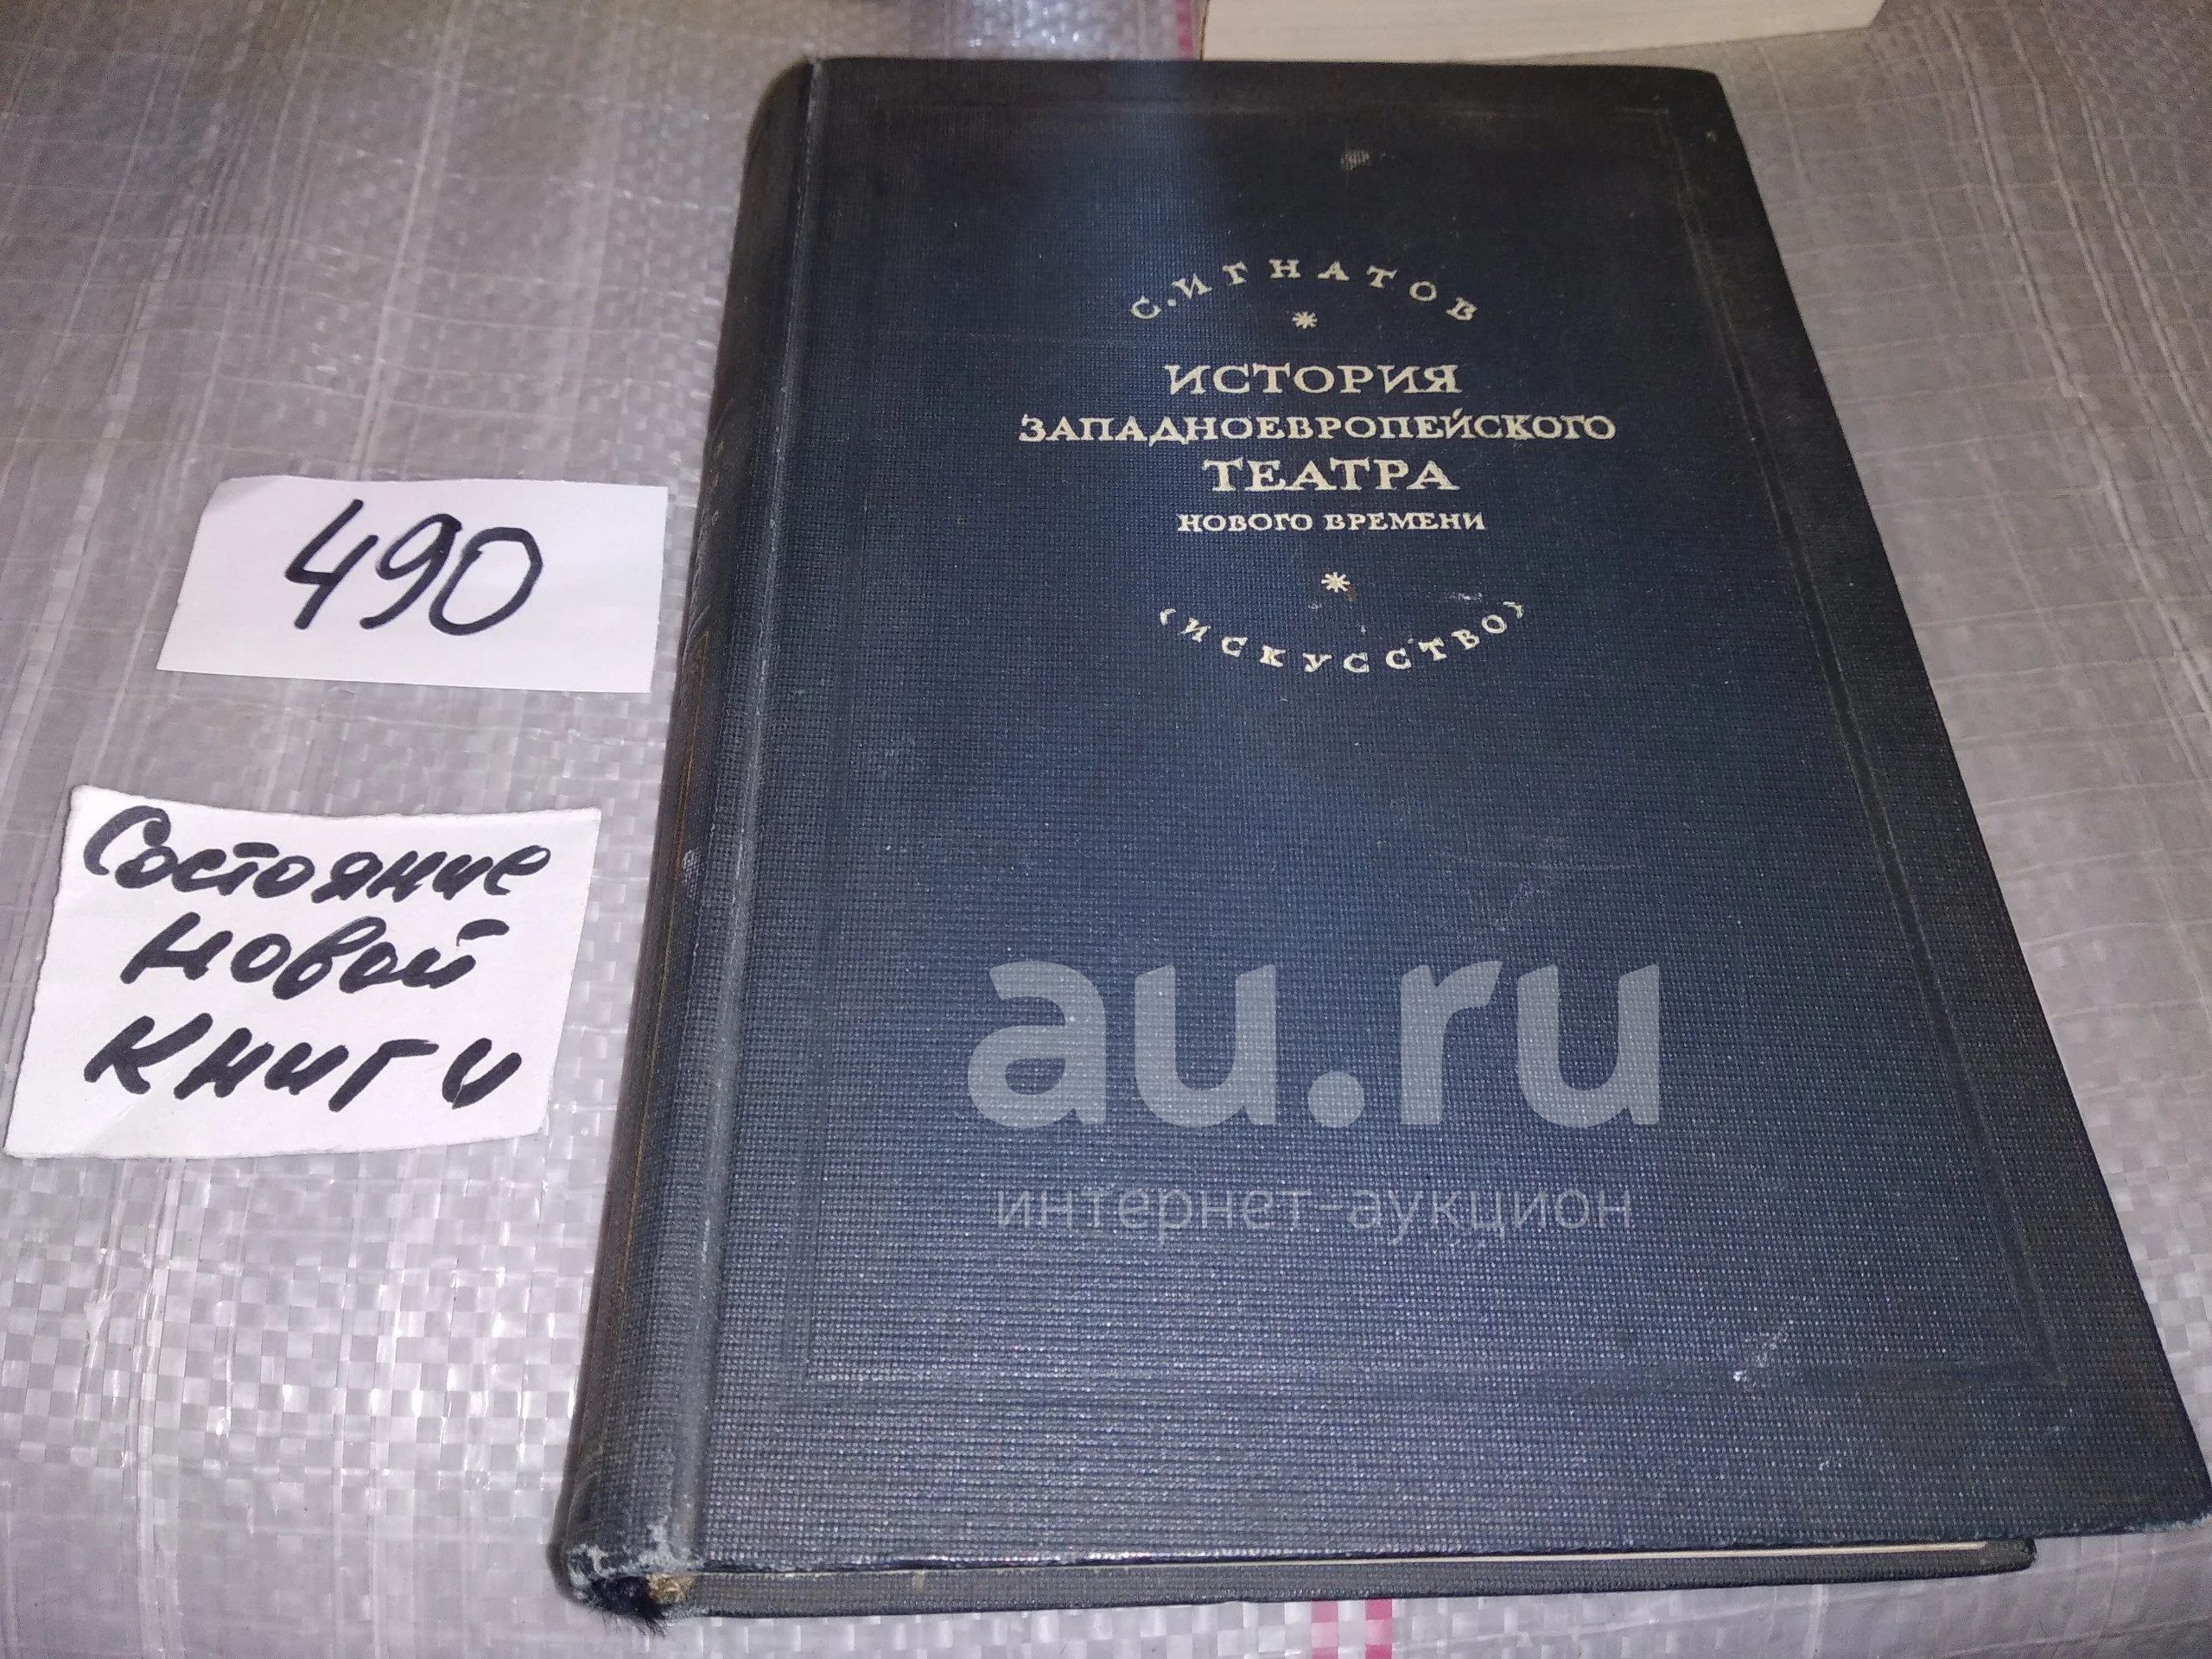 С. ИГНАТОВ
ИСТОРИЯ
ЗАПАДНОЕВРОПЕЙСКОГО
ТЕАТРА
НОВОГО ВРЕМЕНИ
(ИСКУССТВО)
490
Состояние
новой
книги
au.ru
интернет-аукцион